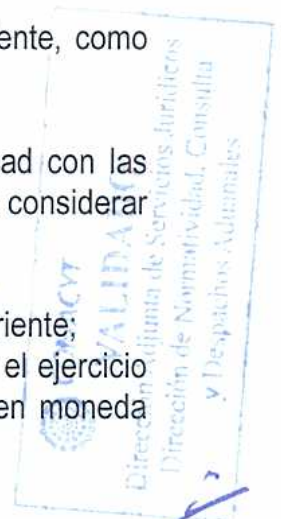 ente, como
ad con las
considerar
riente;
el ejercicio
en moneda
CONACYT
VALIDADO
Dirección Adjunta de Servicios Jurídicos
Dirección de Normatividad, Consulta
y Despachos Aduanales